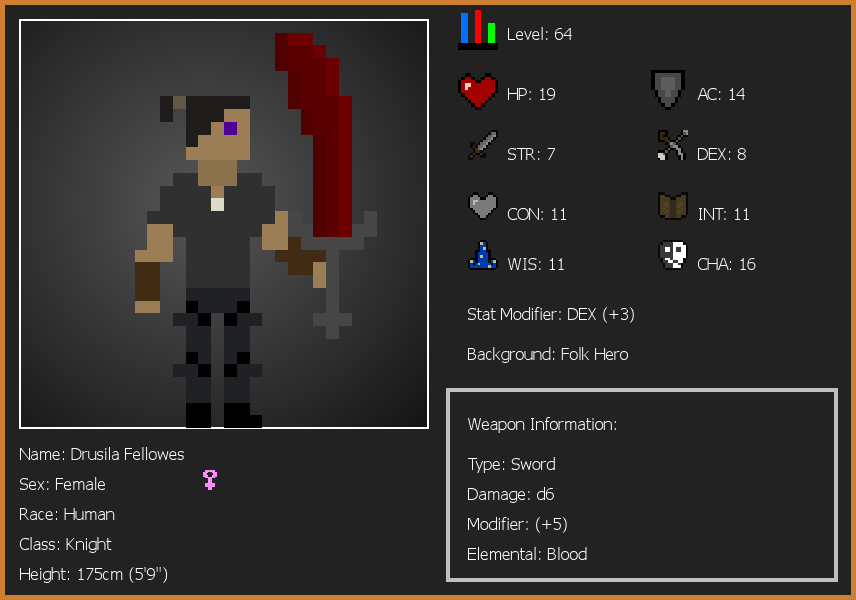 Level: 64
HP: 19
AC: 14
STR: 7
DEX: 8
CON: 11
INT: 11
WIS: 11
CHA: 16
Stat Modifier: DEX (+3)
Background: Folk Hero
Weapon Information:
Type: Sword
Damage: d6
Modifier: (+5)
Elemental: Blood
Name: Drusila Fellowes
Sex: Female
Race: Human
Class: Knight
Height: 175cm (5'9")